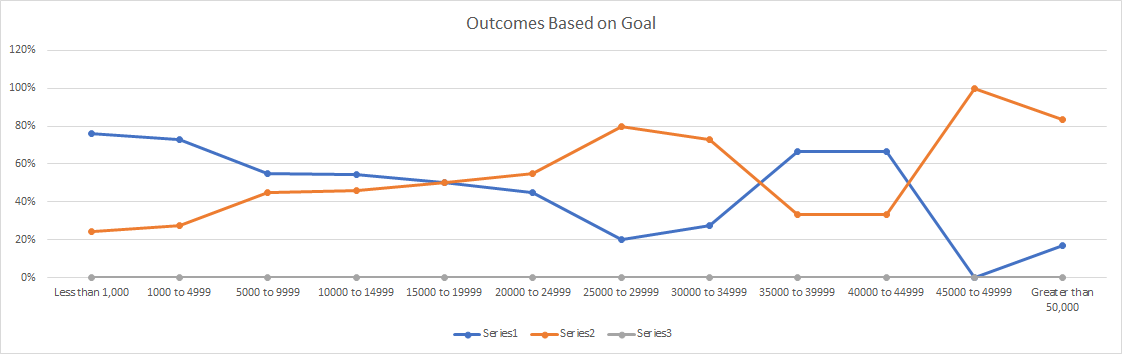 Outcomes Based on Goal
120%
100%
80%
60%
40%
20%
0%
Less than 1,000 1000 to 4999 5000 to 9999 10000 to 14999 15000 to 19999 20000 to 24999 25000 to 29999 30000 to 34999 35000 to 39999 40000 to 44999 45000 to 49999 Greater than
50,000
Series1 Series2 Series3